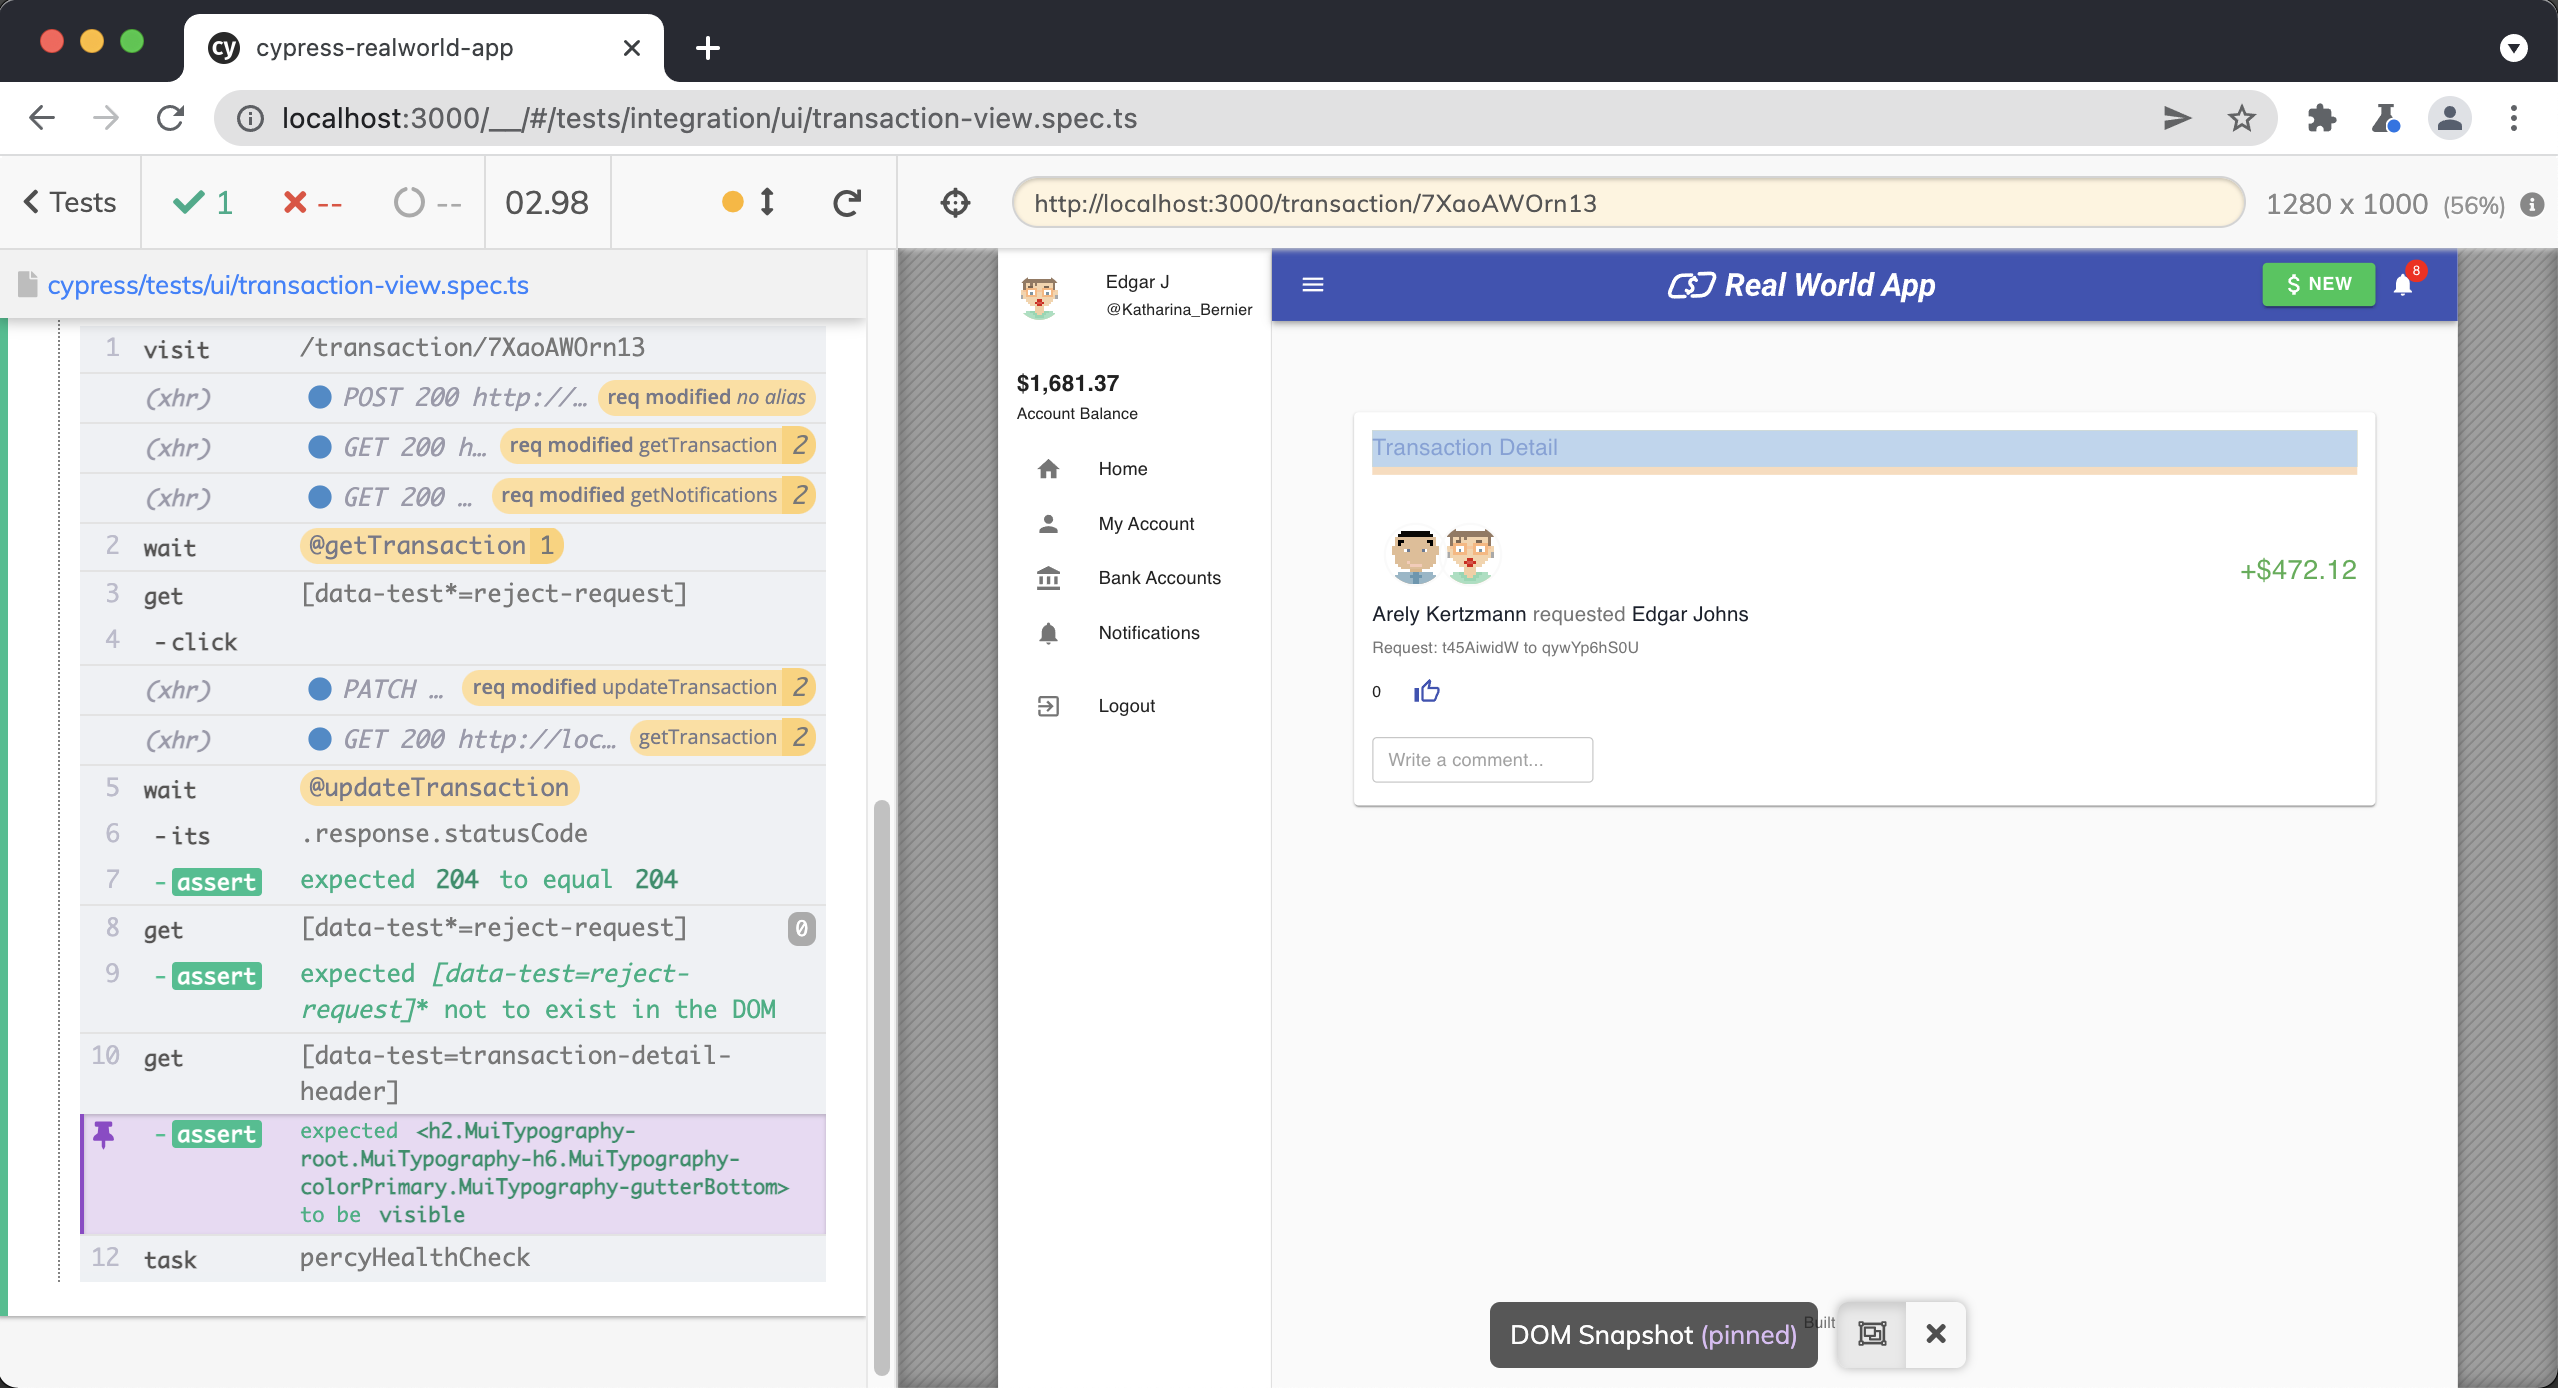 cy cypress-realworld-app
localhost:3000/__/#/tests/integration/ui/transaction-view.spec.ts
Tests 1 -- -- 02.98
http://localhost:3000/transaction/7XaoAWOrn13 1280 x 1000 (56%)
cypress/tests/ui/transaction-view.spec.ts
1 visit /transaction/7XaoAWOrn13
(xhr) POST 200 http://… req modified no alias
(xhr) GET 200 h… req modified getTransaction 2
(xhr) GET 200 … req modified getNotifications 2
2 wait @getTransaction 1
3 get [data-test*=reject-request]
4 -click
(xhr) PATCH … req modified updateTransaction 2
(xhr) GET 200 http://loc… getTransaction 2
5 wait @updateTransaction
6 -its .response.statusCode
7 -assert expected 204 to equal 204
8 get [data-test*=reject-request] 0
9 -assert expected [data-test=reject-
request]* not to exist in the DOM
10 get [data-test=transaction-detail-
header]
-assert expected <h2.MuiTypography-
root.MuiTypography-h6.MuiTypography-
colorPrimary.MuiTypography-gutterBottom>
to be visible
12 task percyHealthCheck
Edgar J
@Katharina_Bernier
$1,681.37
Account Balance
Home
My Account
Bank Accounts
Notifications
Logout
Real World App
$ NEW
8
Transaction Detail
+$472.12
Arely Kertzmann requested Edgar Johns
Request: t45AiwidW to qywYp6hS0U
0
Write a comment...
DOM Snapshot (pinned)
Built